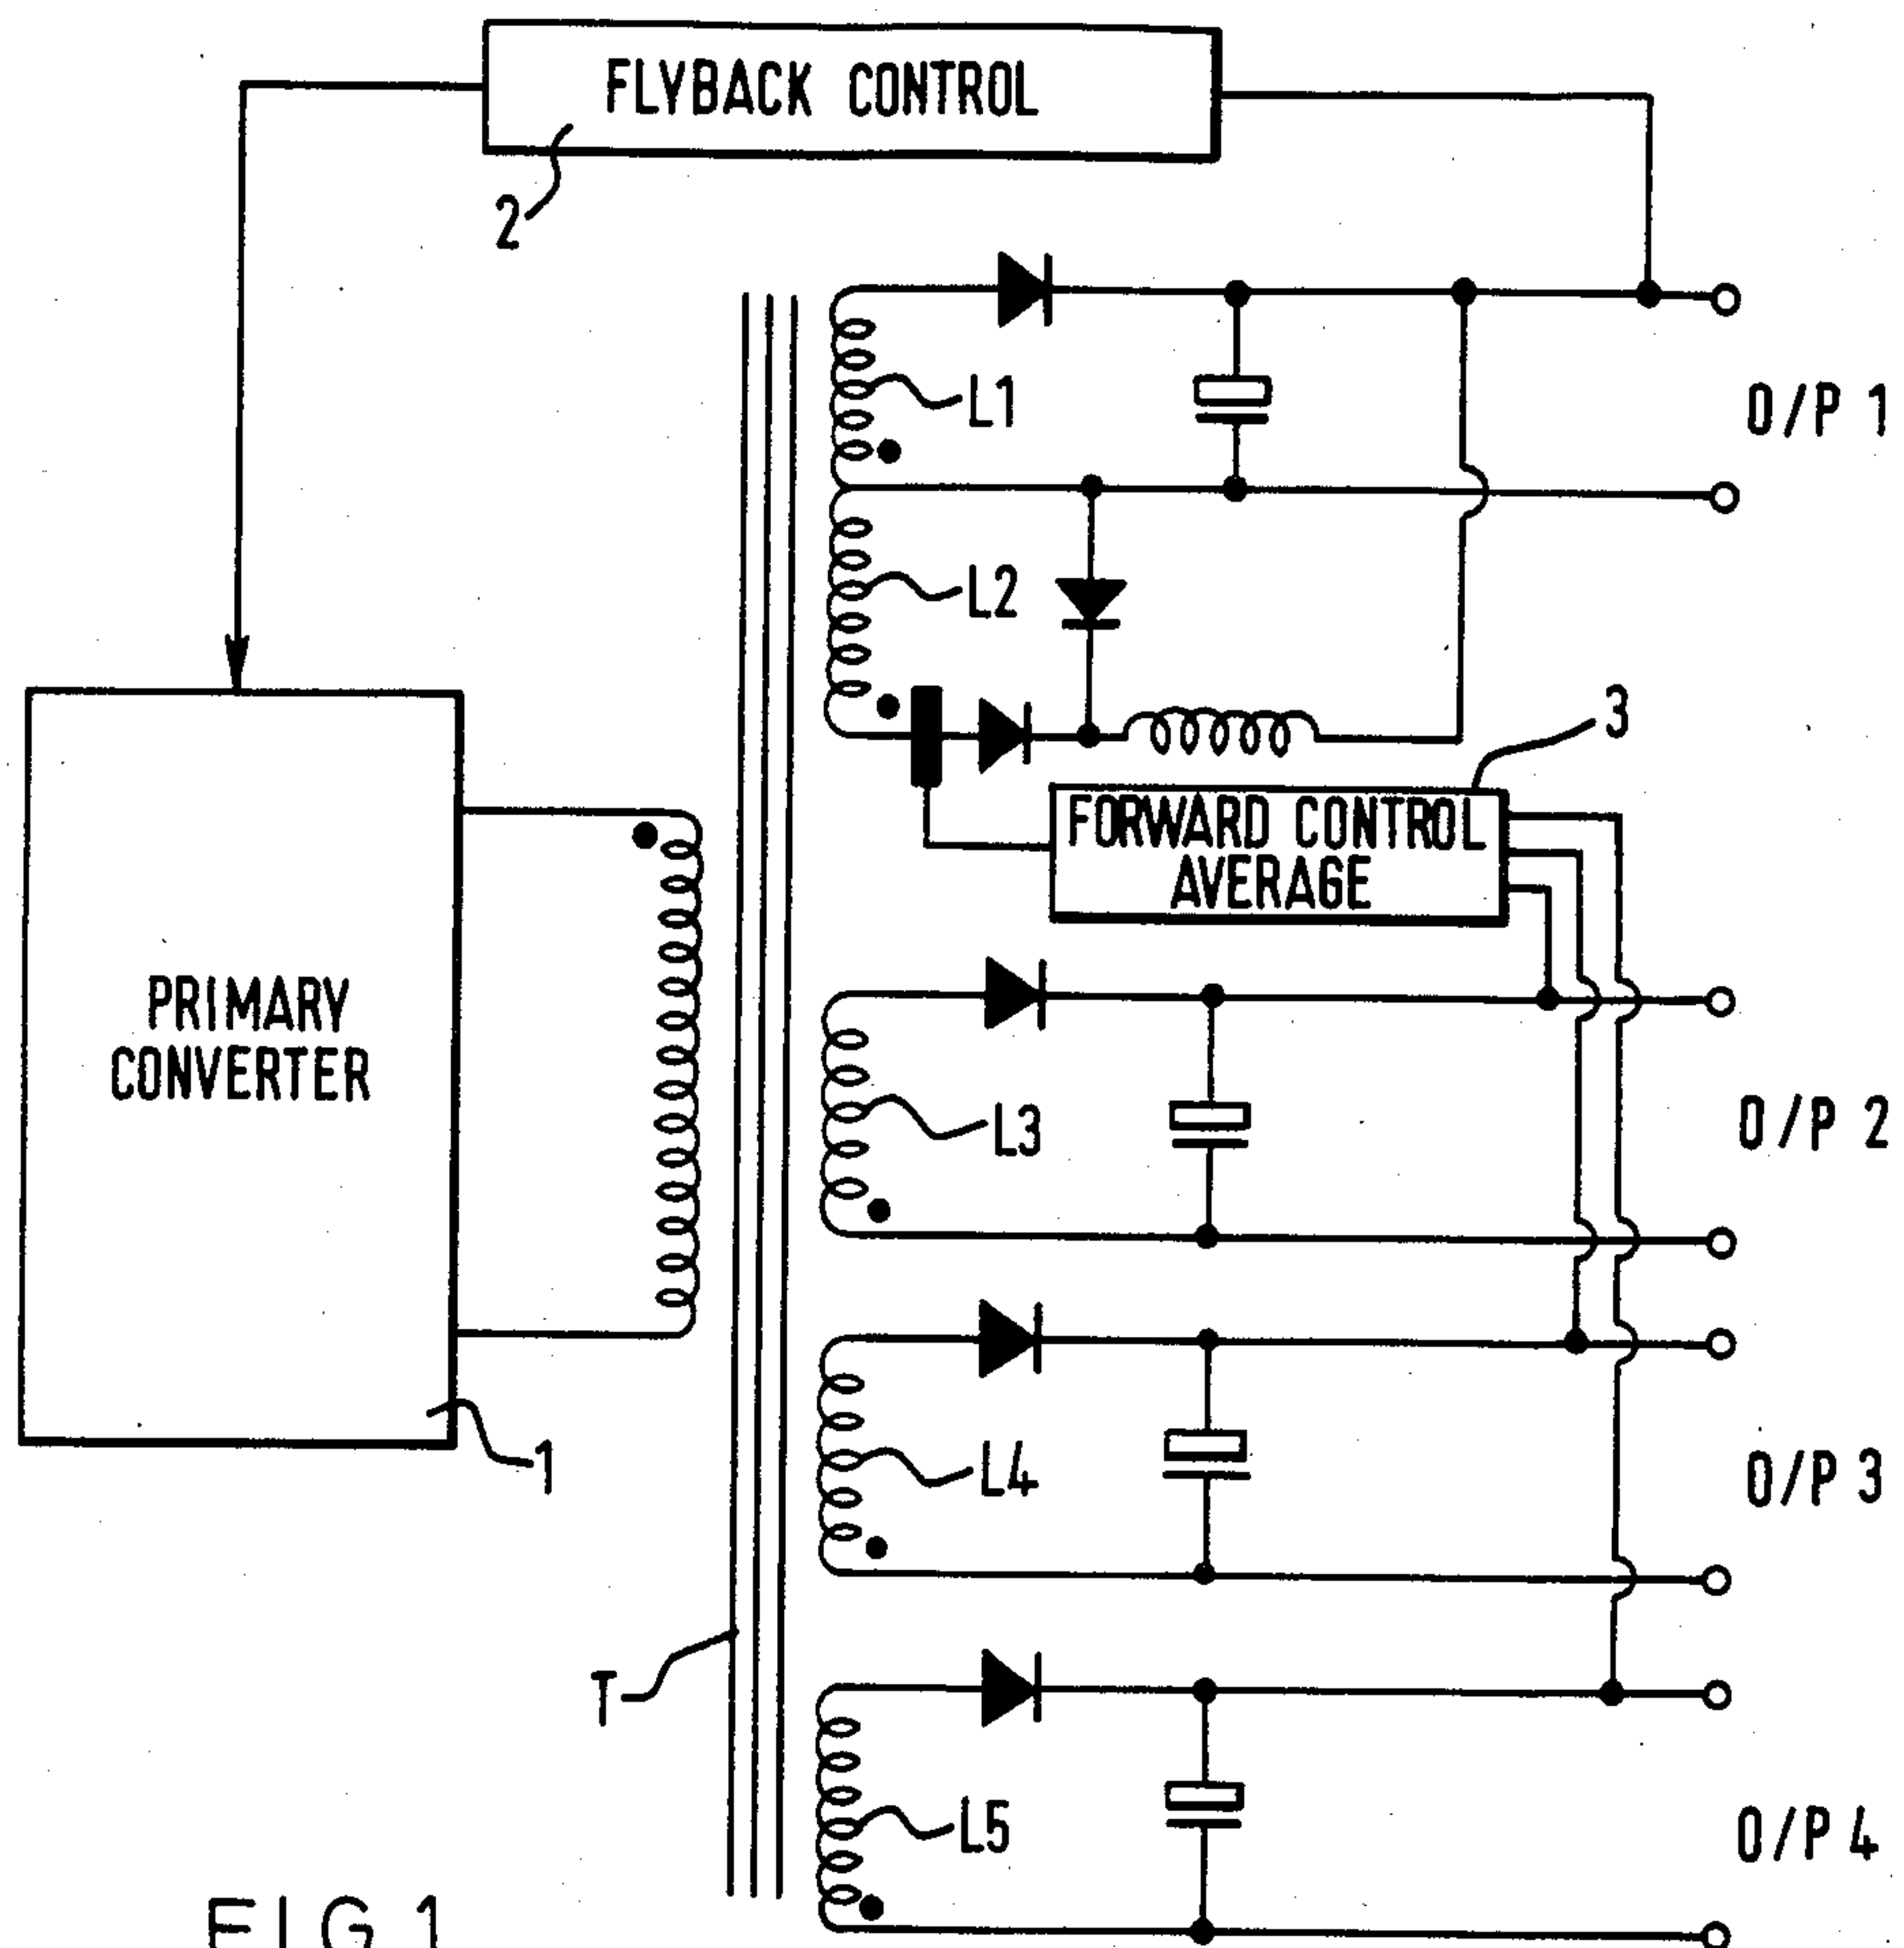 FLYBACK CONTROL
2
L1
O/P 1
L2
3
FORWARD CONTROL
AVERAGE
PRIMARY
CONVERTER
L3
O/P 2
L4
O/P 3
1
T
L5
O/P 4
FIG.1